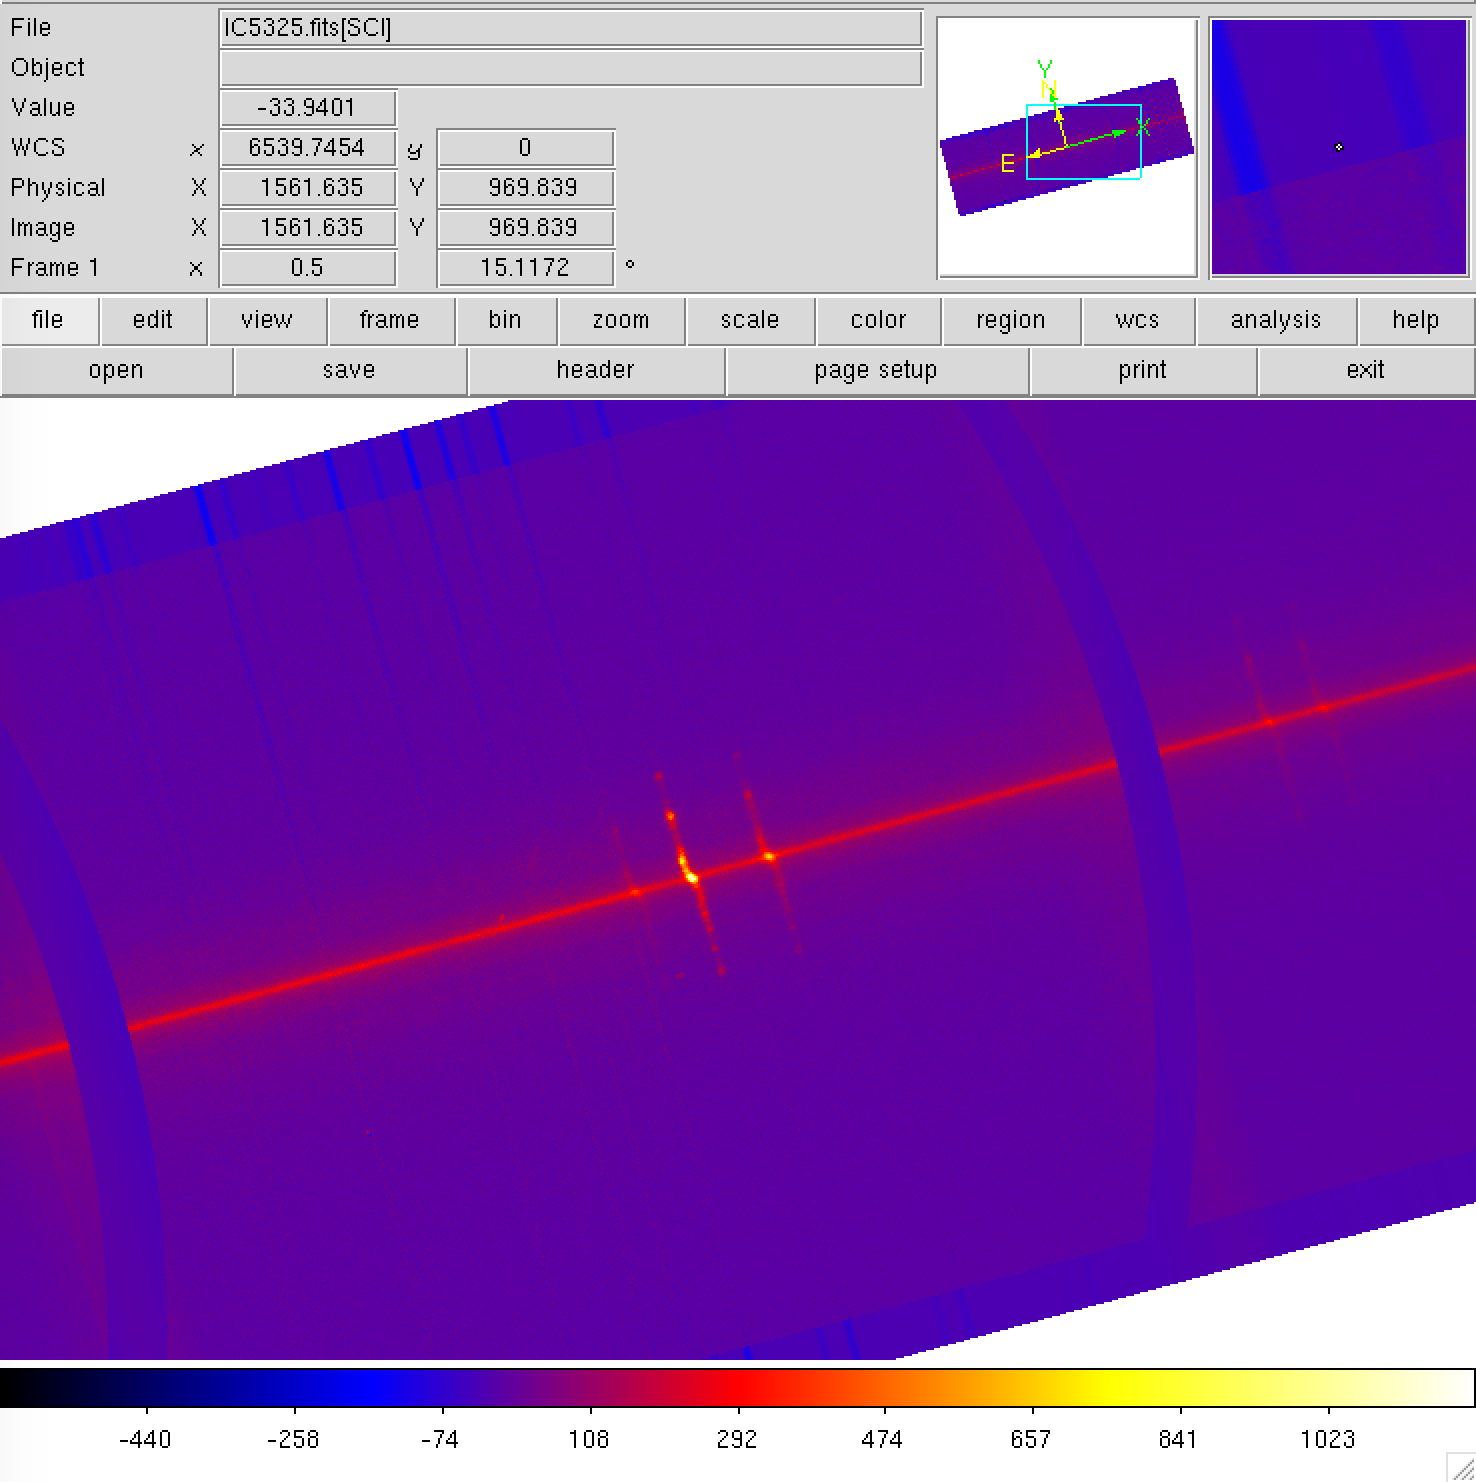 File IC5325.fits[SCI]
Object
Value -33.9401
WCS x 6539.7454 y 0
Physical X 1561.635 Y 969.839
Image X 1561.635 Y 969.839
Frame 1 x 0.5 15.1172 °
Y
N
X
E
file edit view frame bin zoom scale color region wcs analysis help
open save header page setup print exit
-440 -258 -74 108 292 474 657 841 1023